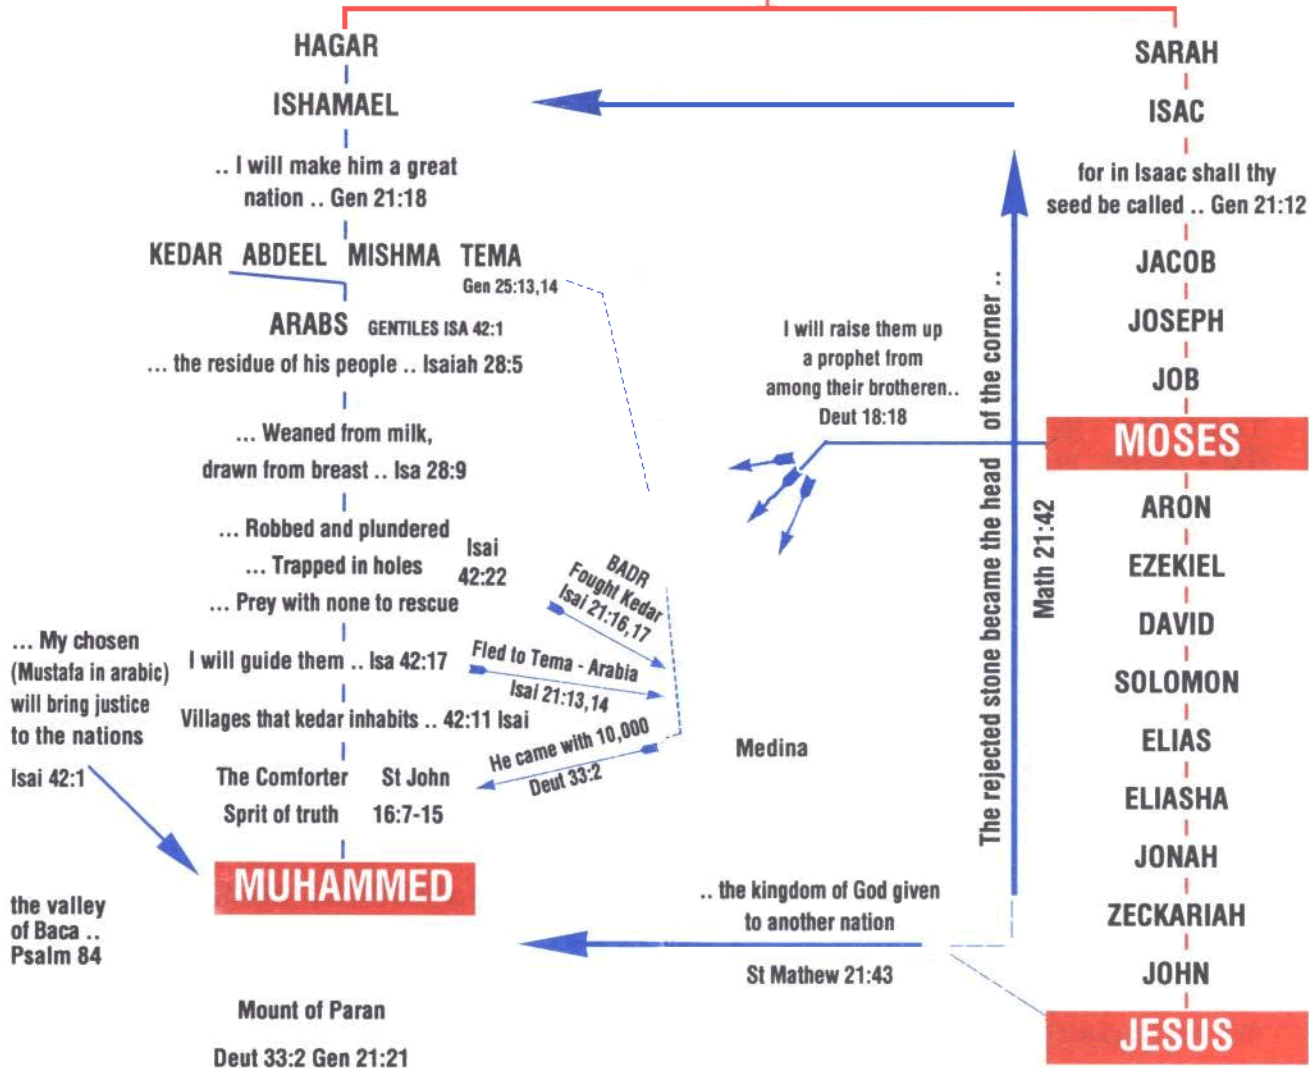 HAGAR
ISHAMAEL
.. I will make him a great
nation .. Gen 21:18
KEDAR ABDEEL MISHMA TEMA
Gen 25:13,14
ARABS GENTILES ISA 42:1
... the residue of his people .. Isaiah 28:5
... Weaned from milk,
drawn from breast .. Isa 28:9
... Robbed and plundered
... Trapped in holes
... Prey with none to rescue
Isai
42:22
I will guide them .. Isa 42:17
Villages that kedar inhabits .. 42:11 Isai
The Comforter St John
Sprit of truth 16:7-15
MUHAMMED
... My chosen
(Mustafa in arabic)
will bring justice
to the nations
Isai 42:1
the valley
of Baca ..
Psalm 84
Mount of Paran
Deut 33:2 Gen 21:21
BADR
Fought Kedar
Isai 21:16,17
Fled to Tema - Arabia
Isai 21:13,14
He came with 10,000
Deut 33:2
Medina
I will raise them up
a prophet from
among their brotheren..
Deut 18:18
.. the kingdom of God given
to another nation
St Mathew 21:43
The rejected stone became the head of the corner ..
Math 21:42
SARAH
ISAC
for in Isaac shall thy
seed be called .. Gen 21:12
JACOB
JOSEPH
JOB
MOSES
ARON
EZEKIEL
DAVID
SOLOMON
ELIAS
ELIASHA
JONAH
ZECKARIAH
JOHN
JESUS